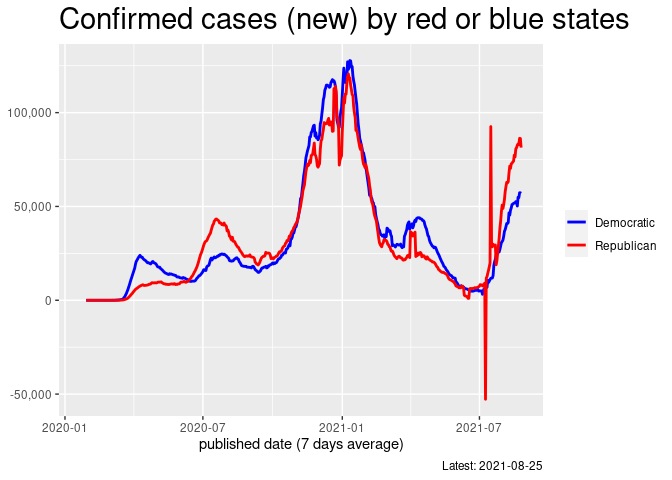 Confirmed cases (new) by red or blue states
100,000
50,000
0
-50,000
2020-01 2020-07 2021-01 2021-07
published date (7 days average)
Democratic
Republican
Latest: 2021-08-25